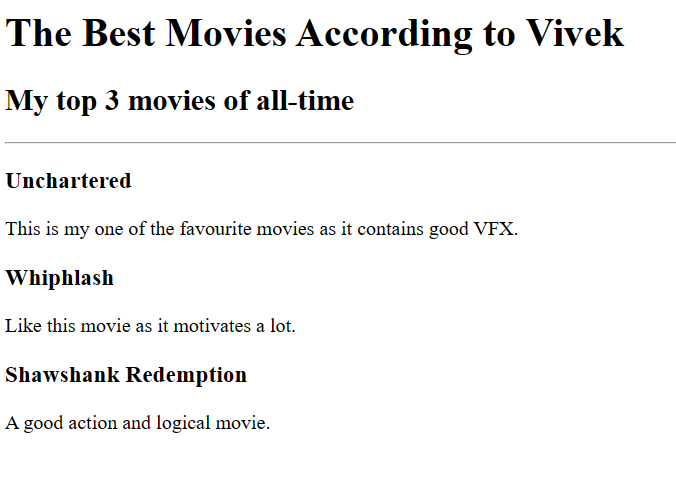 The Best Movies According to Vivek
My top 3 movies of all-time
Unchartered
This is my one of the favourite movies as it contains good VFX.
Whiphlash
Like this movie as it motivates a lot.
Shawshank Redemption
A good action and logical movie.